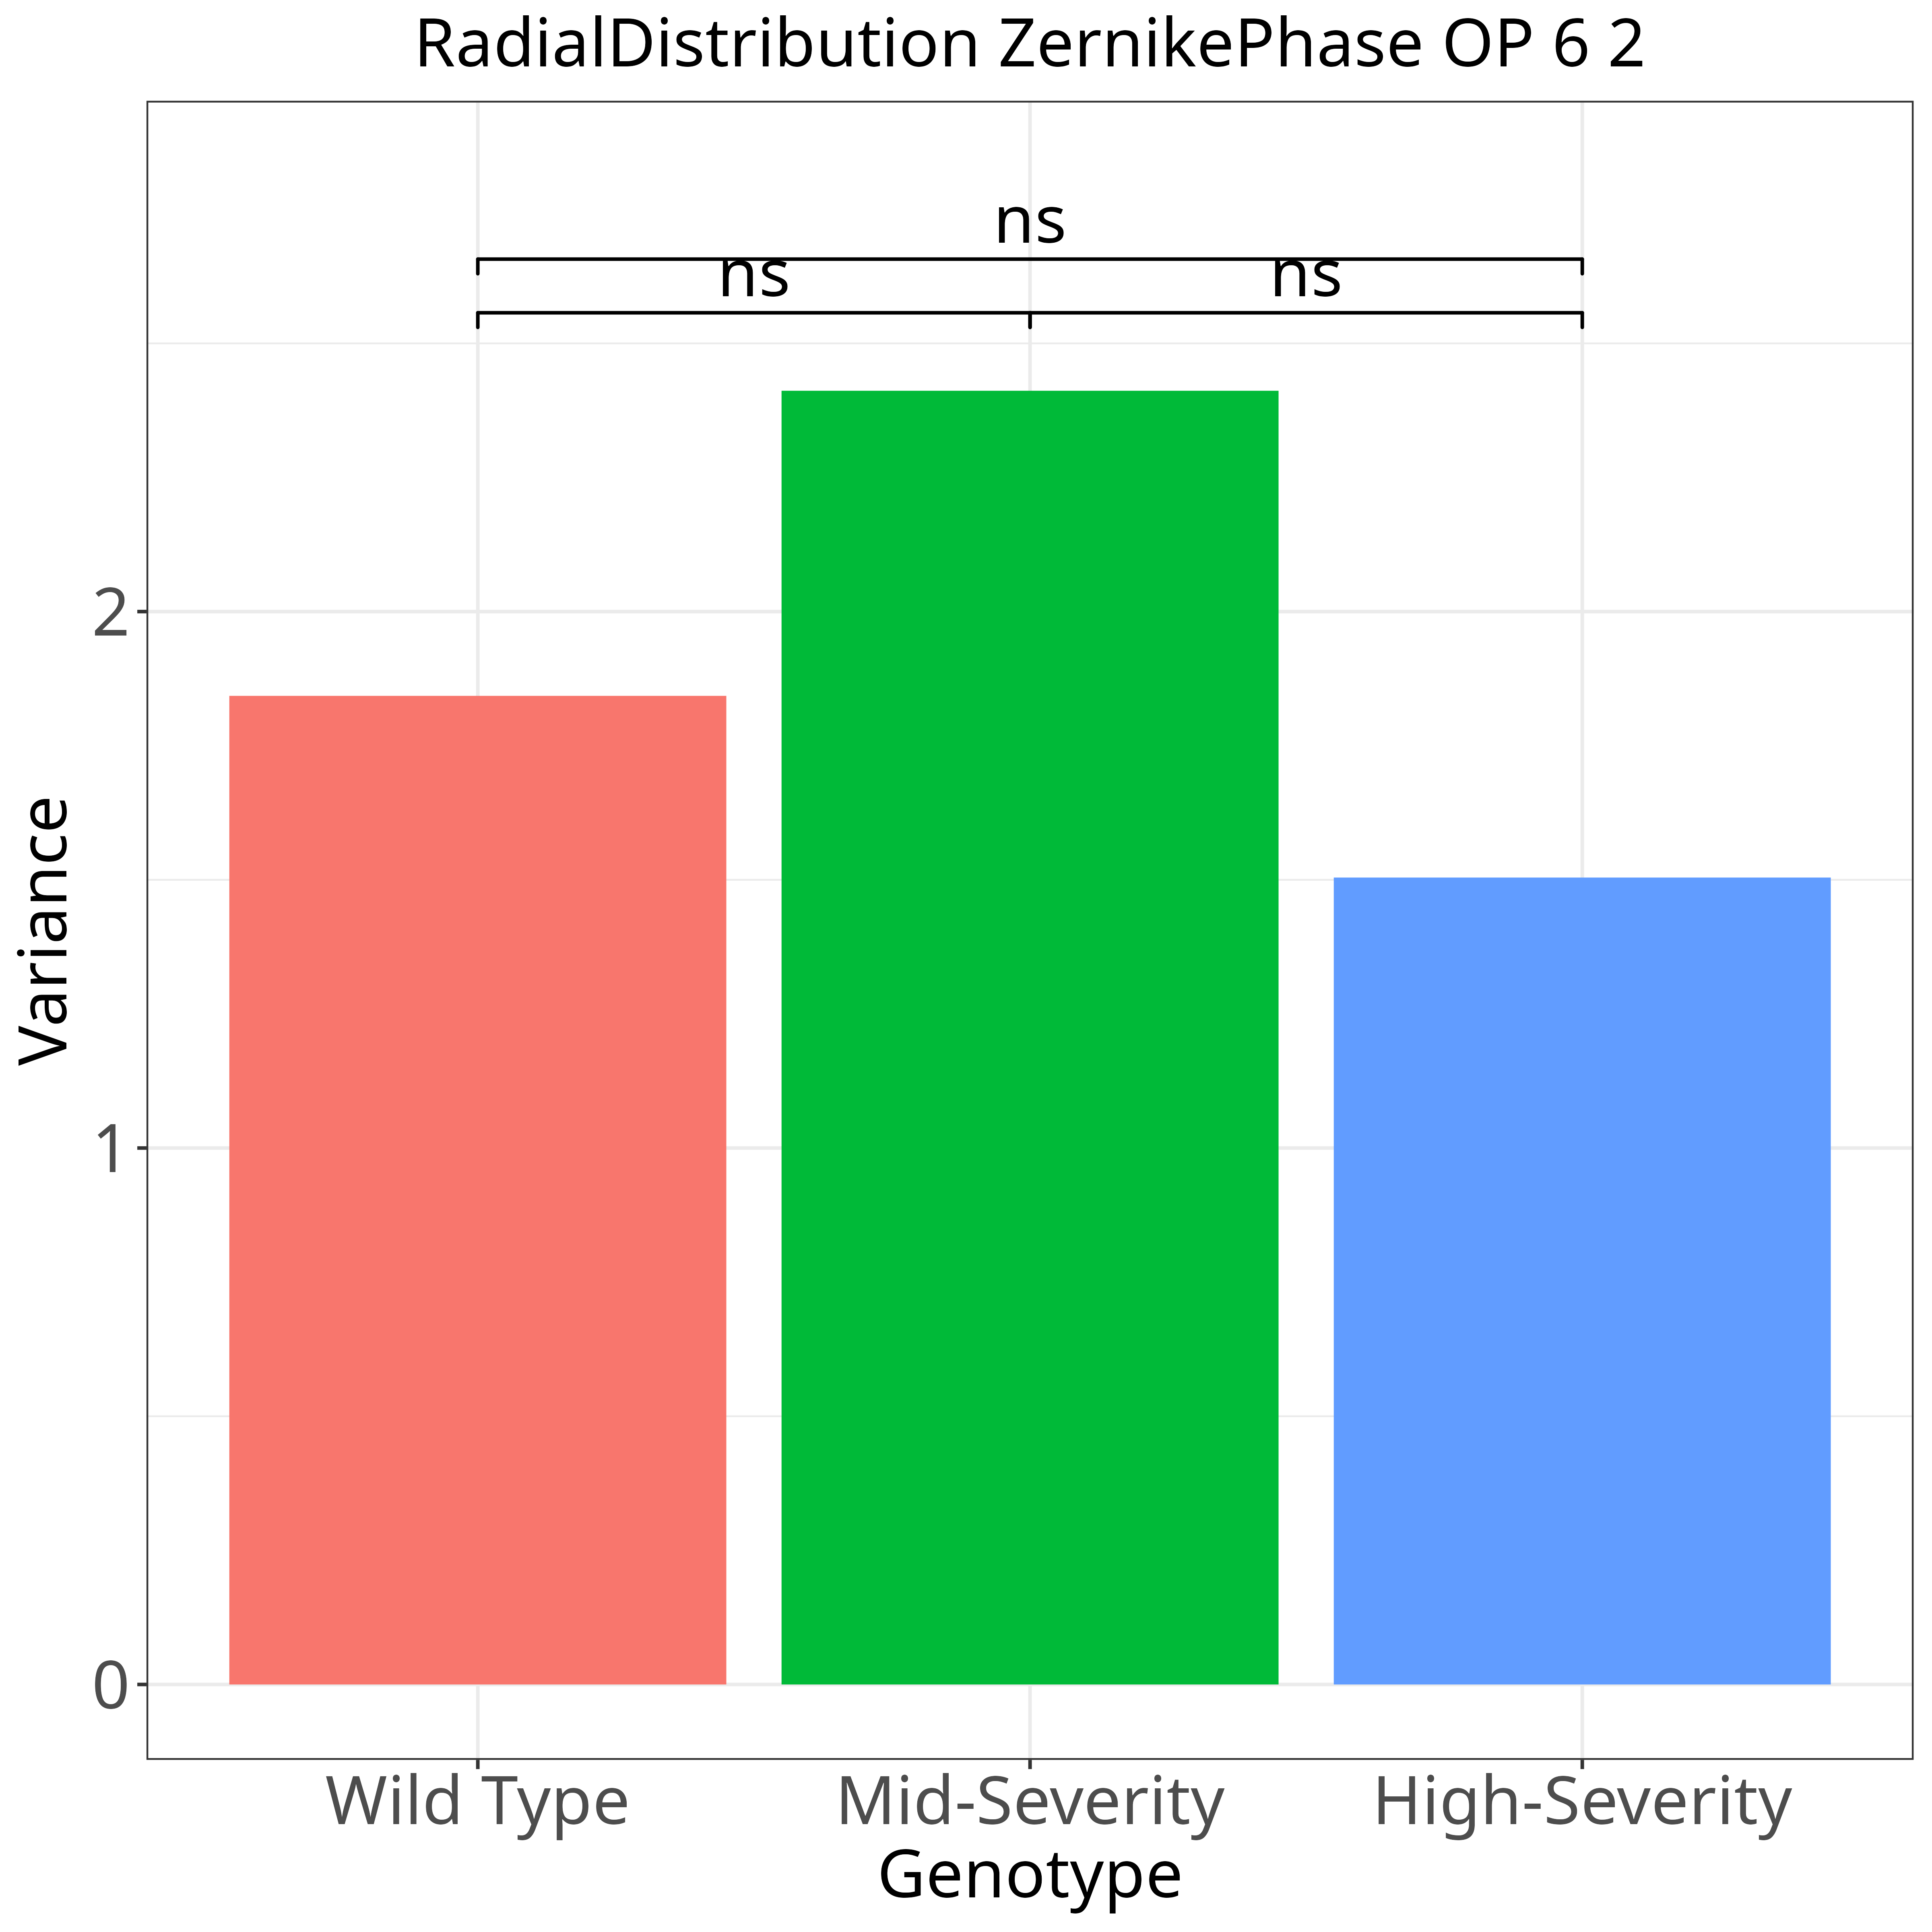 RadialDistribution ZernikePhase OP 6 2
ns
ns ns
2
1
0
Variance
Wild Type Mid-Severity High-Severity
Genotype